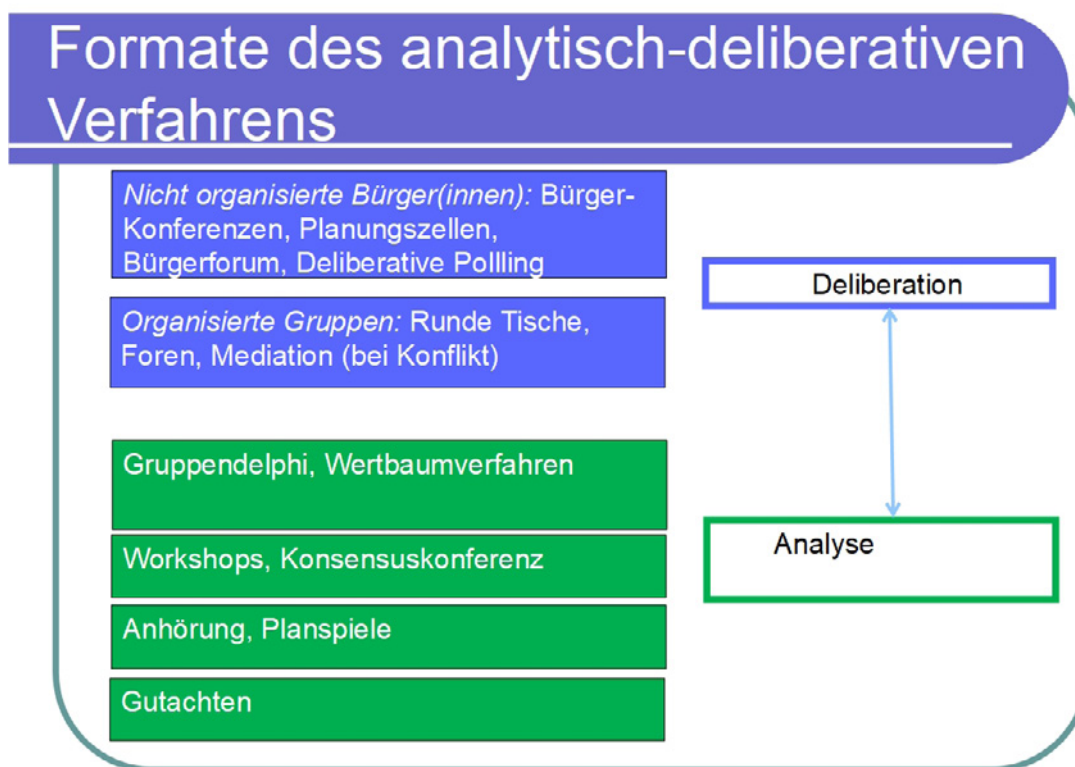 Formate des analytisch-deliberativen
Verfahrens
Nicht organisierte Bürger(innen): Bürger-
Konferenzen, Planungszellen,
Bürgerforum, Deliberative Pollling
Organisierte Gruppen: Runde Tische,
Foren, Mediation (bei Konflikt)
Deliberation
Gruppendelphi, Wertbaumverfahren
Workshops, Konsensuskonferenz
Anhörung, Planspiele
Gutachten
Analyse